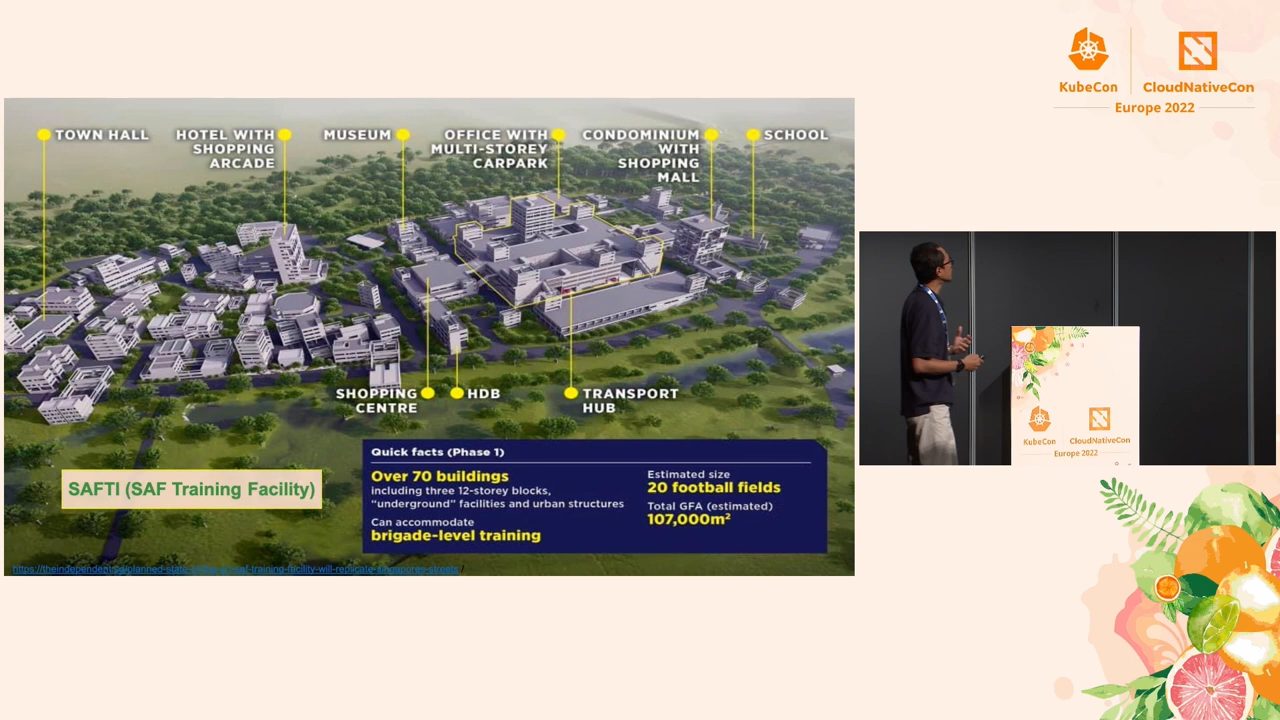 KubeCon
CloudNativeCon
Europe 2022
TOWN HALL
HOTEL WITH
SHOPPING
ARCADE
MUSEUM
OFFICE WITH
MULTI-STOREY
CARPARK
CONDOMINIUM
WITH
SHOPPING
MALL
SCHOOL
SHOPPING
CENTRE
HDB
TRANSPORT
HUB
SAFTI (SAF Training Facility)
Quick facts (Phase 1)
Over 70 buildings
including three 12-storey blocks,
“underground” facilities and urban structures
Can accommodate
brigade-level training
Estimated size
20 football fields
Total GFA (estimated)
107,000m²
KubeCon
CloudNativeCon
Europe 2022